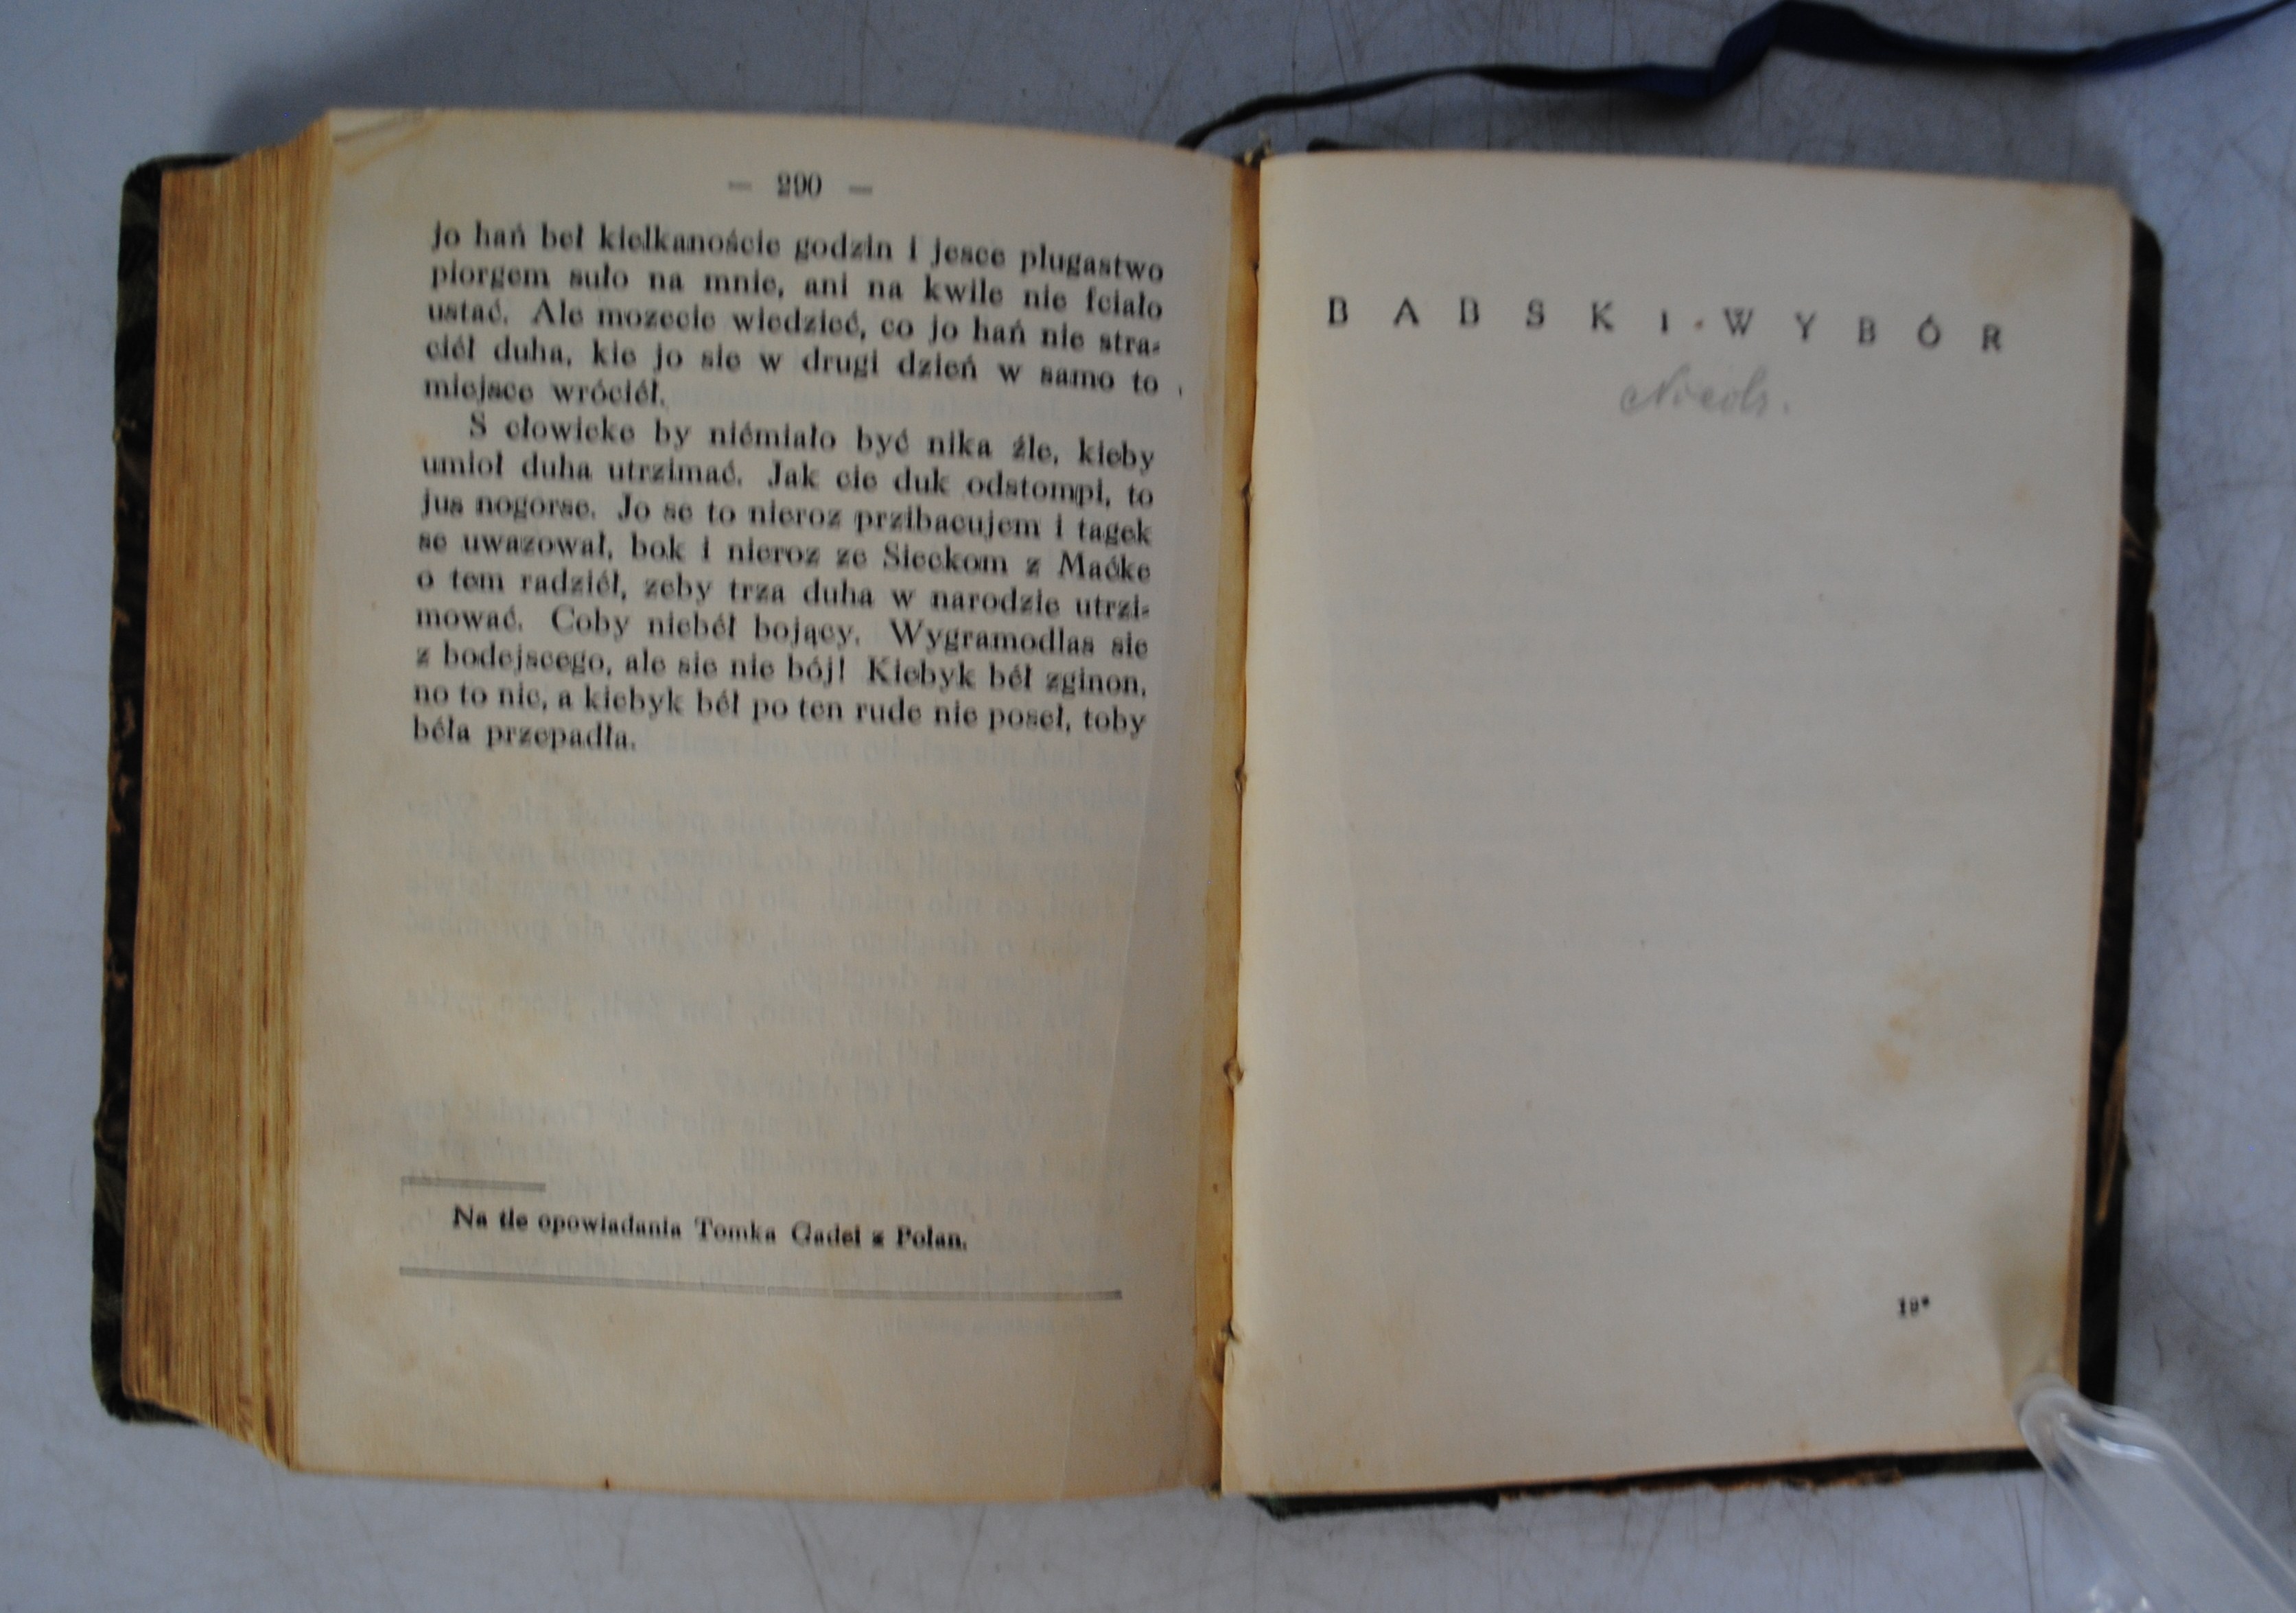 — 290 —
jo hań beł kielkanoście godzin i jesce plugastwo
piorgem suło na mnie, ani na kwile nie fciało
ustać. Ale mozecie wiedzieć, co jo hań nie stra-
ciéł duha, kie jo sie w drugi dzień w samo to
miejsce wróciéł.
S cłowieke by niémiało być nika źle, kieby
umioł duha utrzimać. Jak cie duk odstompi, to
jus nogorse. Jo se to nieroz przibacujem i tagek
se uwazował, bok i nieroz ze Sieckom z Maćke
o tem radziéł, zeby trza duha w narodzie utrzi-
mować. Coby niebéł bojący. Wygramodlas sie
z bodejscego, ale sie nie bój! Kiebyk béł zginon,
no to nic, a kiebyk béł po ten rude nie poseł, toby
béła przepadła.
Na tle opowiadania Tomka Gadei z Polan.
BABSKI WYBÓR
19*